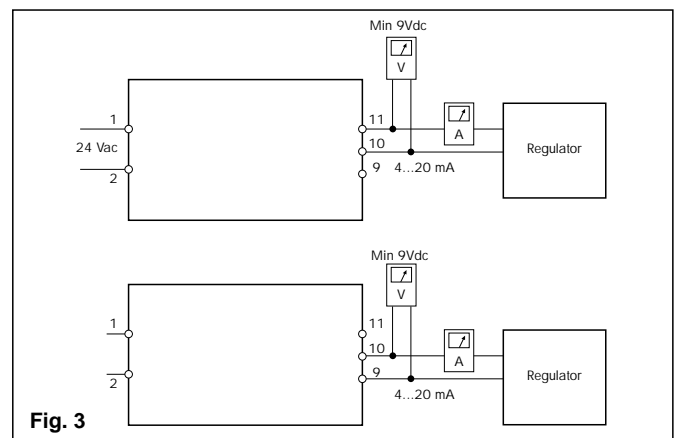 Min 9Vdc
V
11
1
A
24 Vac
10
Regulator
2
9 4...20 mA
Min 9Vdc
V
11
1
A
10
Regulator
2
9
4...20 mA
Fig. 3